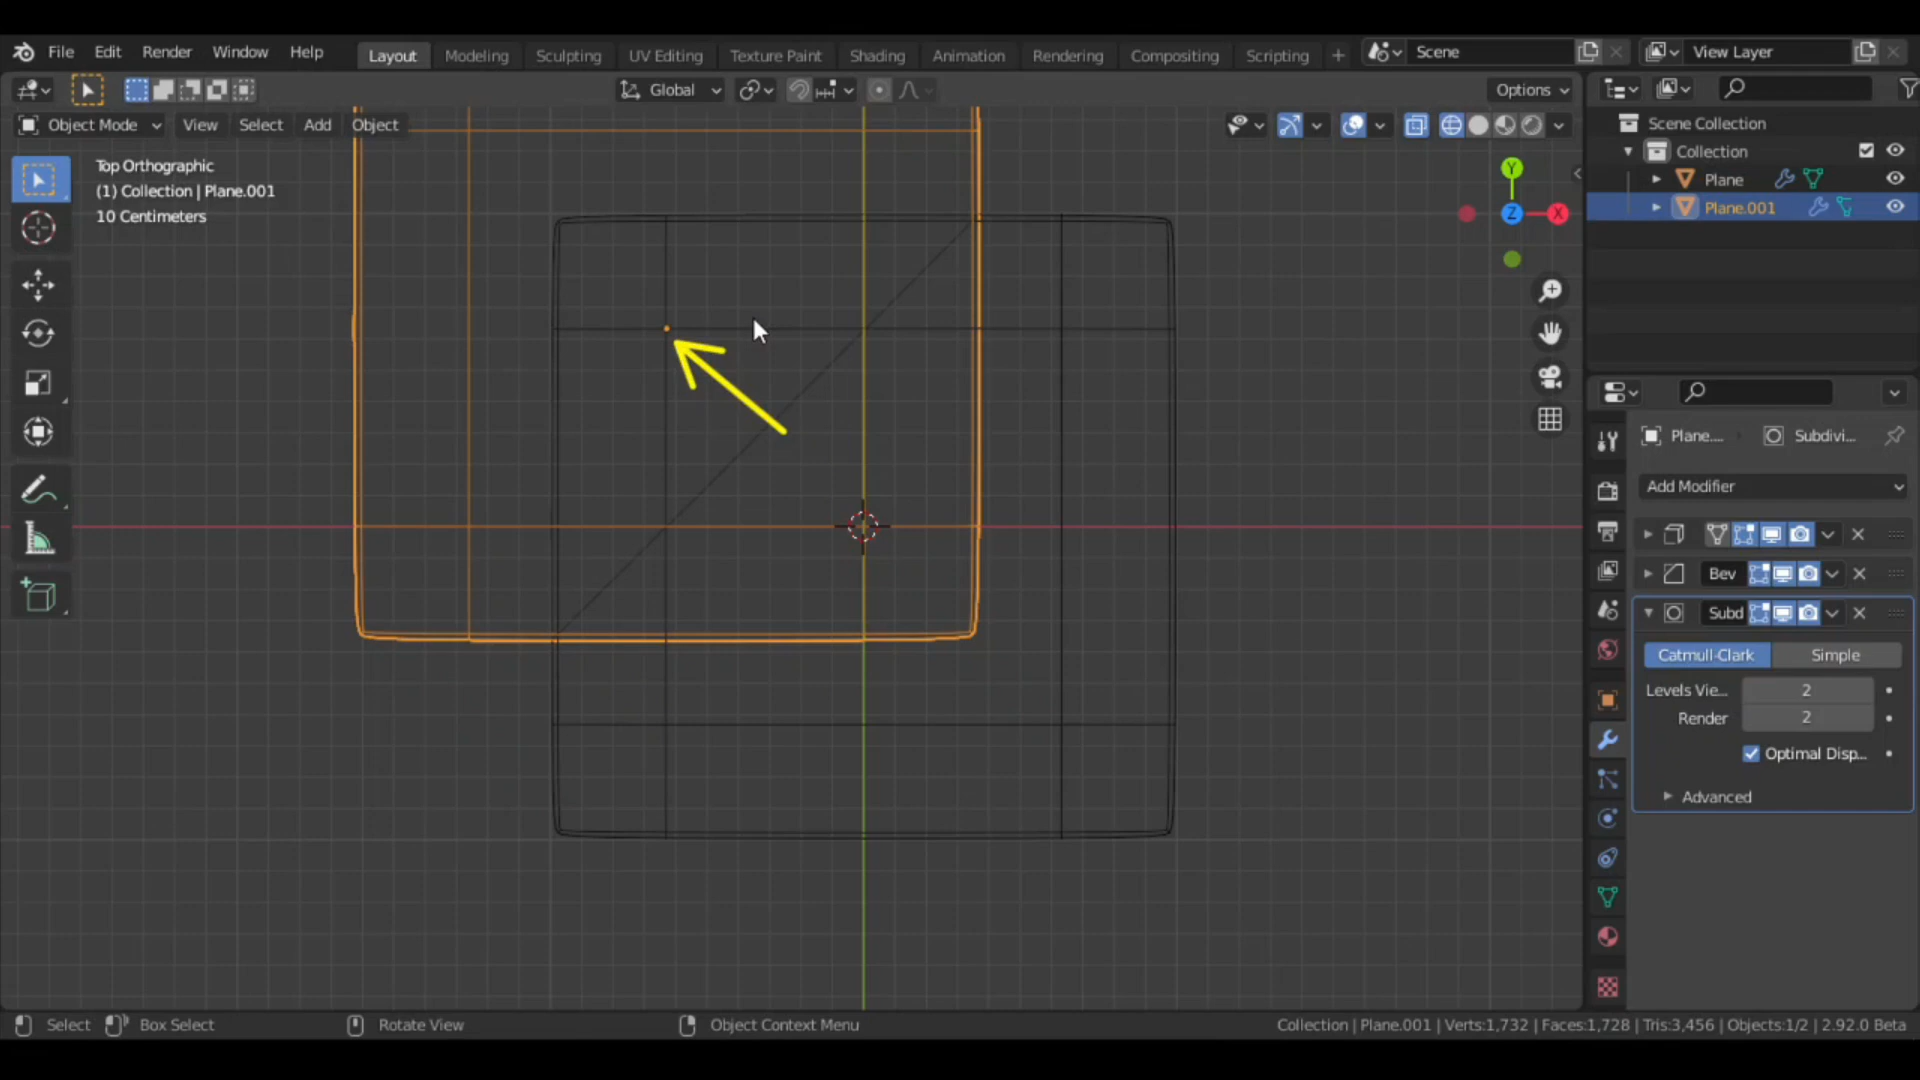 File Edit Render Window Help Layout Modeling Sculpting UV Editing Texture Paint Shading Animation Rendering Compositing Scripting + Scene View Layer
Global Options
Object Mode View Select Add Object
Top Orthographic
(1) Collection | Plane.001
10 Centimeters
Y
Z X
Scene Collection
Collection
Plane
Plane.001
Plane.... Subdivi...
Add Modifier
Bev
Subd
Catmull-Clark Simple
Levels Vie... 2
Render 2
Optimal Disp...
Advanced
Select Box Select Rotate View Object Context Menu Collection | Plane.001 | Verts:1,732 | Faces:1,728 | Tris:3,456 | Objects:1/2 | 2.92.0 Beta